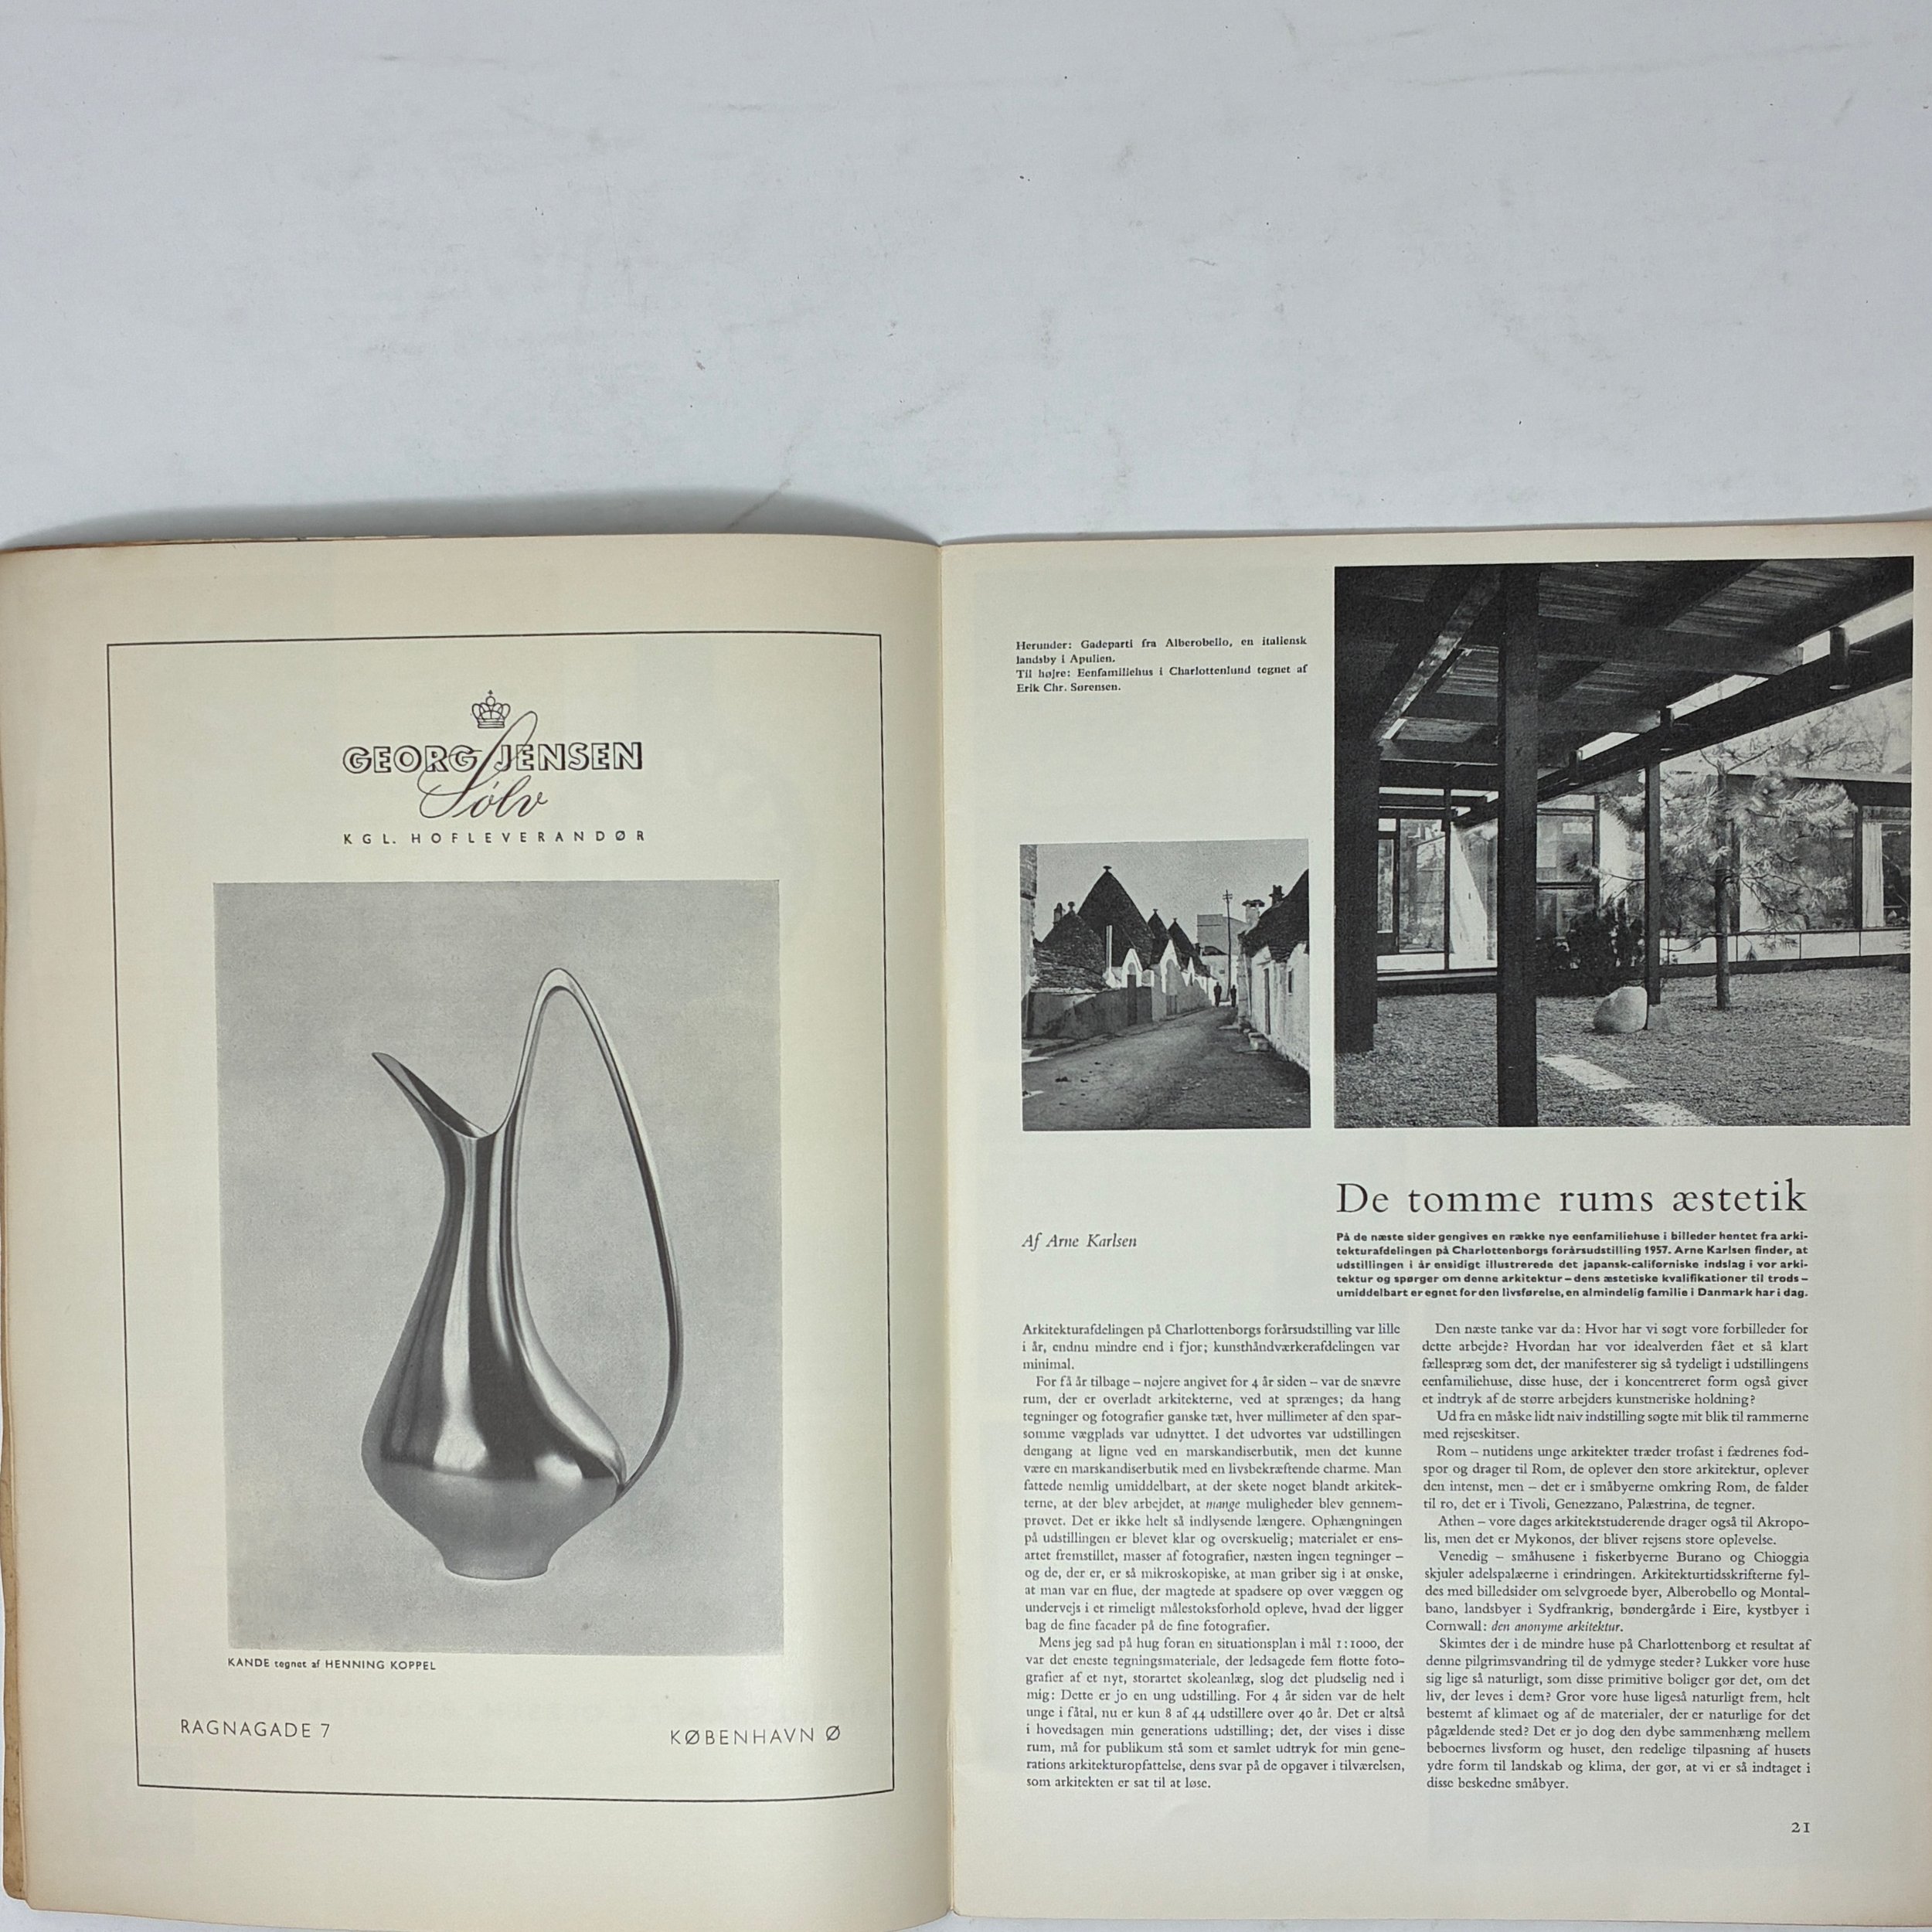 GEORG JENSEN
Sølv
KGL. HOFLEVERANDØR
KANDE tegnet af HENNING KOPPEL
RAGNAGADE 7
KØBENHAVN Ø
Herunder: Gadeparti fra Alberobello, en italiensk
landsby i Apulien.
Til højre: Eenfamiliehus i Charlottenlund tegnet af
Erik Chr. Sørensen.
De tomme rums æstetik
Af Arne Karlsen
På de næste sider gengives en række nye eenfamiliehuse i billeder hentet fra arki-
tekturafdelingen på Charlottenborgs forårsudstilling 1957. Arne Karlsen finder, at
udstillingen i år ensidigt illustrerede det japansk-californiske indslag i vor arki-
tektur og spørger om denne arkitektur – dens æstetiske kvalifikationer til trods –
umiddelbart er egnet for den livsførelse, en almindelig familie i Danmark har i dag.
Arkitekturafdelingen på Charlottenborgs forårsudstilling var lille
i år, endnu mindre end i fjor; kunsthåndværkerafdelingen var
minimal.
For få år tilbage – nøjere angivet for 4 år siden – var de snævre
rum, der er overladt arkitekterne, ved at sprænges; da hang
tegninger og fotografier ganske tæt, hver millimeter af den spar-
somme vægplads var udnyttet. I det udvortes var udstillingen
dengang at ligne ved en marskandiserbutik, men det kunne
være en marskandiserbutik med en livsbekræftende charme. Man
fattede nemlig umiddelbart, at der skete noget blandt arkitek-
terne, at der blev arbejdet, at mange muligheder blev gennem-
prøvet. Det er ikke helt så indlysende længere. Ophængningen
på udstillingen er blevet klar og overskuelig; materialet er ens-
artet fremstillet, masser af fotografier, næsten ingen tegninger –
og de, der er, er så mikroskopiske, at man griber sig i at ønske,
at man var en flue, der magtede at spadsere op over væggen og
undervejs i et rimeligt målestoksforhold opleve, hvad der ligger
bag de fine facader på de fine fotografier.
Mens jeg sad på hug foran en situationsplan i mål 1:1000, der
var det eneste tegningsmateriale, der ledsagede fem flotte foto-
grafier af et nyt, storartet skoleanlæg, slog det pludselig ned i
mig: Dette er jo en ung udstilling. For 4 år siden var de helt
unge i fåtal, nu er kun 8 af 44 udstillere over 40 år. Det er altså
i hovedsagen min generations udstilling; det, der vises i disse
rum, må for publikum stå som et samlet udtryk for min gene-
rations arkitekturopfattelse, dens svar på de opgaver i tilværelsen,
som arkitekten er sat til at løse.
Den næste tanke var da: Hvor har vi søgt vore forbilleder for
dette arbejde? Hvordan har vor idealverden fået et så klart
fællespræg som det, der manifesterer sig så tydeligt i udstillingens
eenfamiliehuse, disse huse, der i koncentreret form også giver
et indtryk af de større arbejders kunstneriske holdning?
Ud fra en måske lidt naiv indstilling søgte mit blik til rammerne
med rejseskitser.
Rom – nutidens unge arkitekter træder trofast i fædrenes fod-
spor og drager til Rom, de oplever den store arkitektur, oplever
den intenst, men – det er i småbyerne omkring Rom, de falder
til ro, det er i Tivoli, Genezzano, Palæstrina, de tegner.
Athen – vore dages arkitektstuderende drager også til Akropo-
lis, men det er Mykonos, der bliver rejsens store oplevelse.
Venedig – småhusene i fiskerbyerne Burano og Chioggia
skjuler adelspalæerne i erindringen. Arkitekturtidsskrifterne fyl-
des med billedsider om selvgroede byer, Alberobello og Montal-
bano, landsbyer i Sydfrankrig, bøndergårde i Eire, kystbyer i
Cornwall: den anonyme arkitektur.
Skimtes der i de mindre huse på Charlottenborg et resultat af
denne pilgrimsvandring til de ydmyge steder? Lukker vore huse
sig lige så naturligt, som disse primitive boliger gør det, om det
liv, der leves i dem? Gror vore huse ligeså naturligt frem, helt
bestemt af klimaet og af de materialer, der er naturlige for det
pågældende sted? Det er jo dog den dybe sammenhæng mellem
beboernes livsform og huset, den redelige tilpasning af husets
ydre form til landskab og klima, der gør, at vi er så indtaget i
disse beskedne småbyer.
21